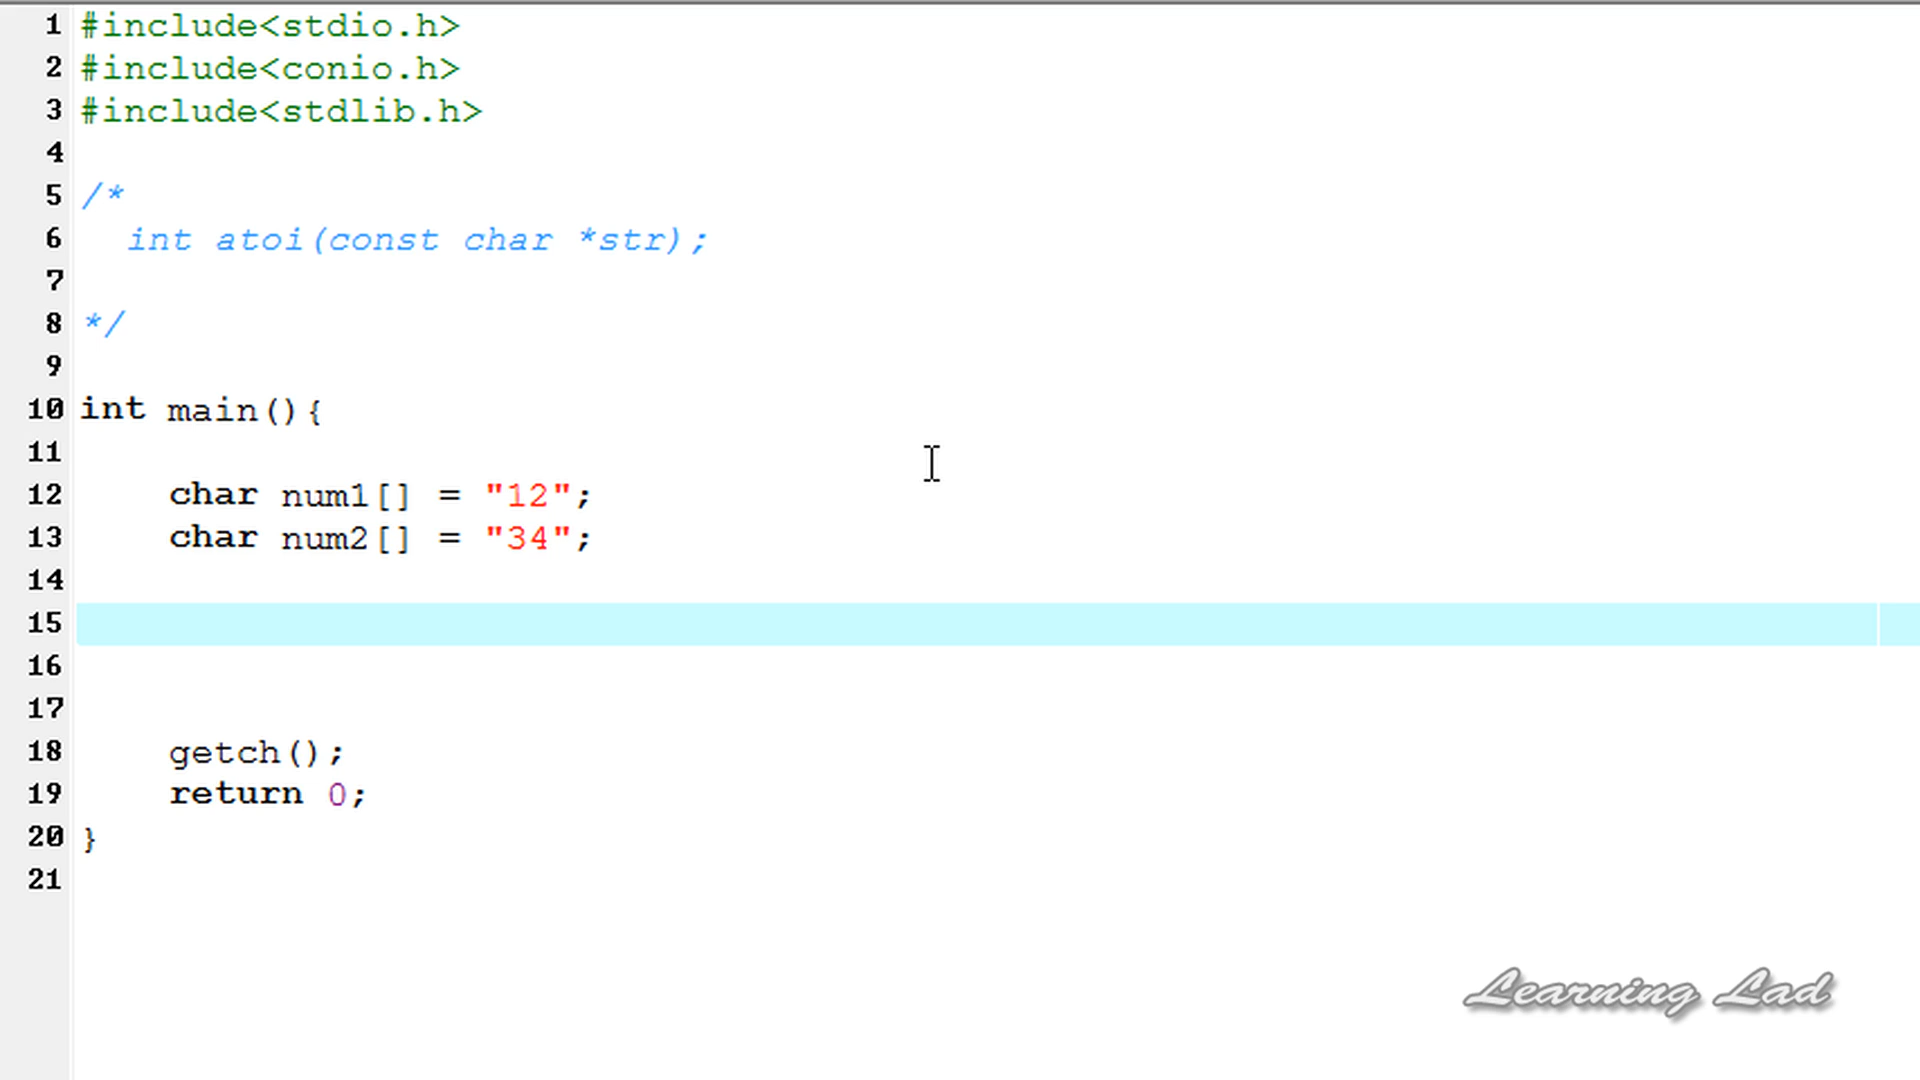 1 #include<stdio.h>
2 #include<conio.h>
3 #include<stdlib.h>
4
5 /*
6   int atoi(const char *str);
7
8 */
9
10 int main(){
11
12     char num1[] = "12";
13     char num2[] = "34";
14
15
16
17
18     getch();
19     return 0;
20 }
21
Learning Lad